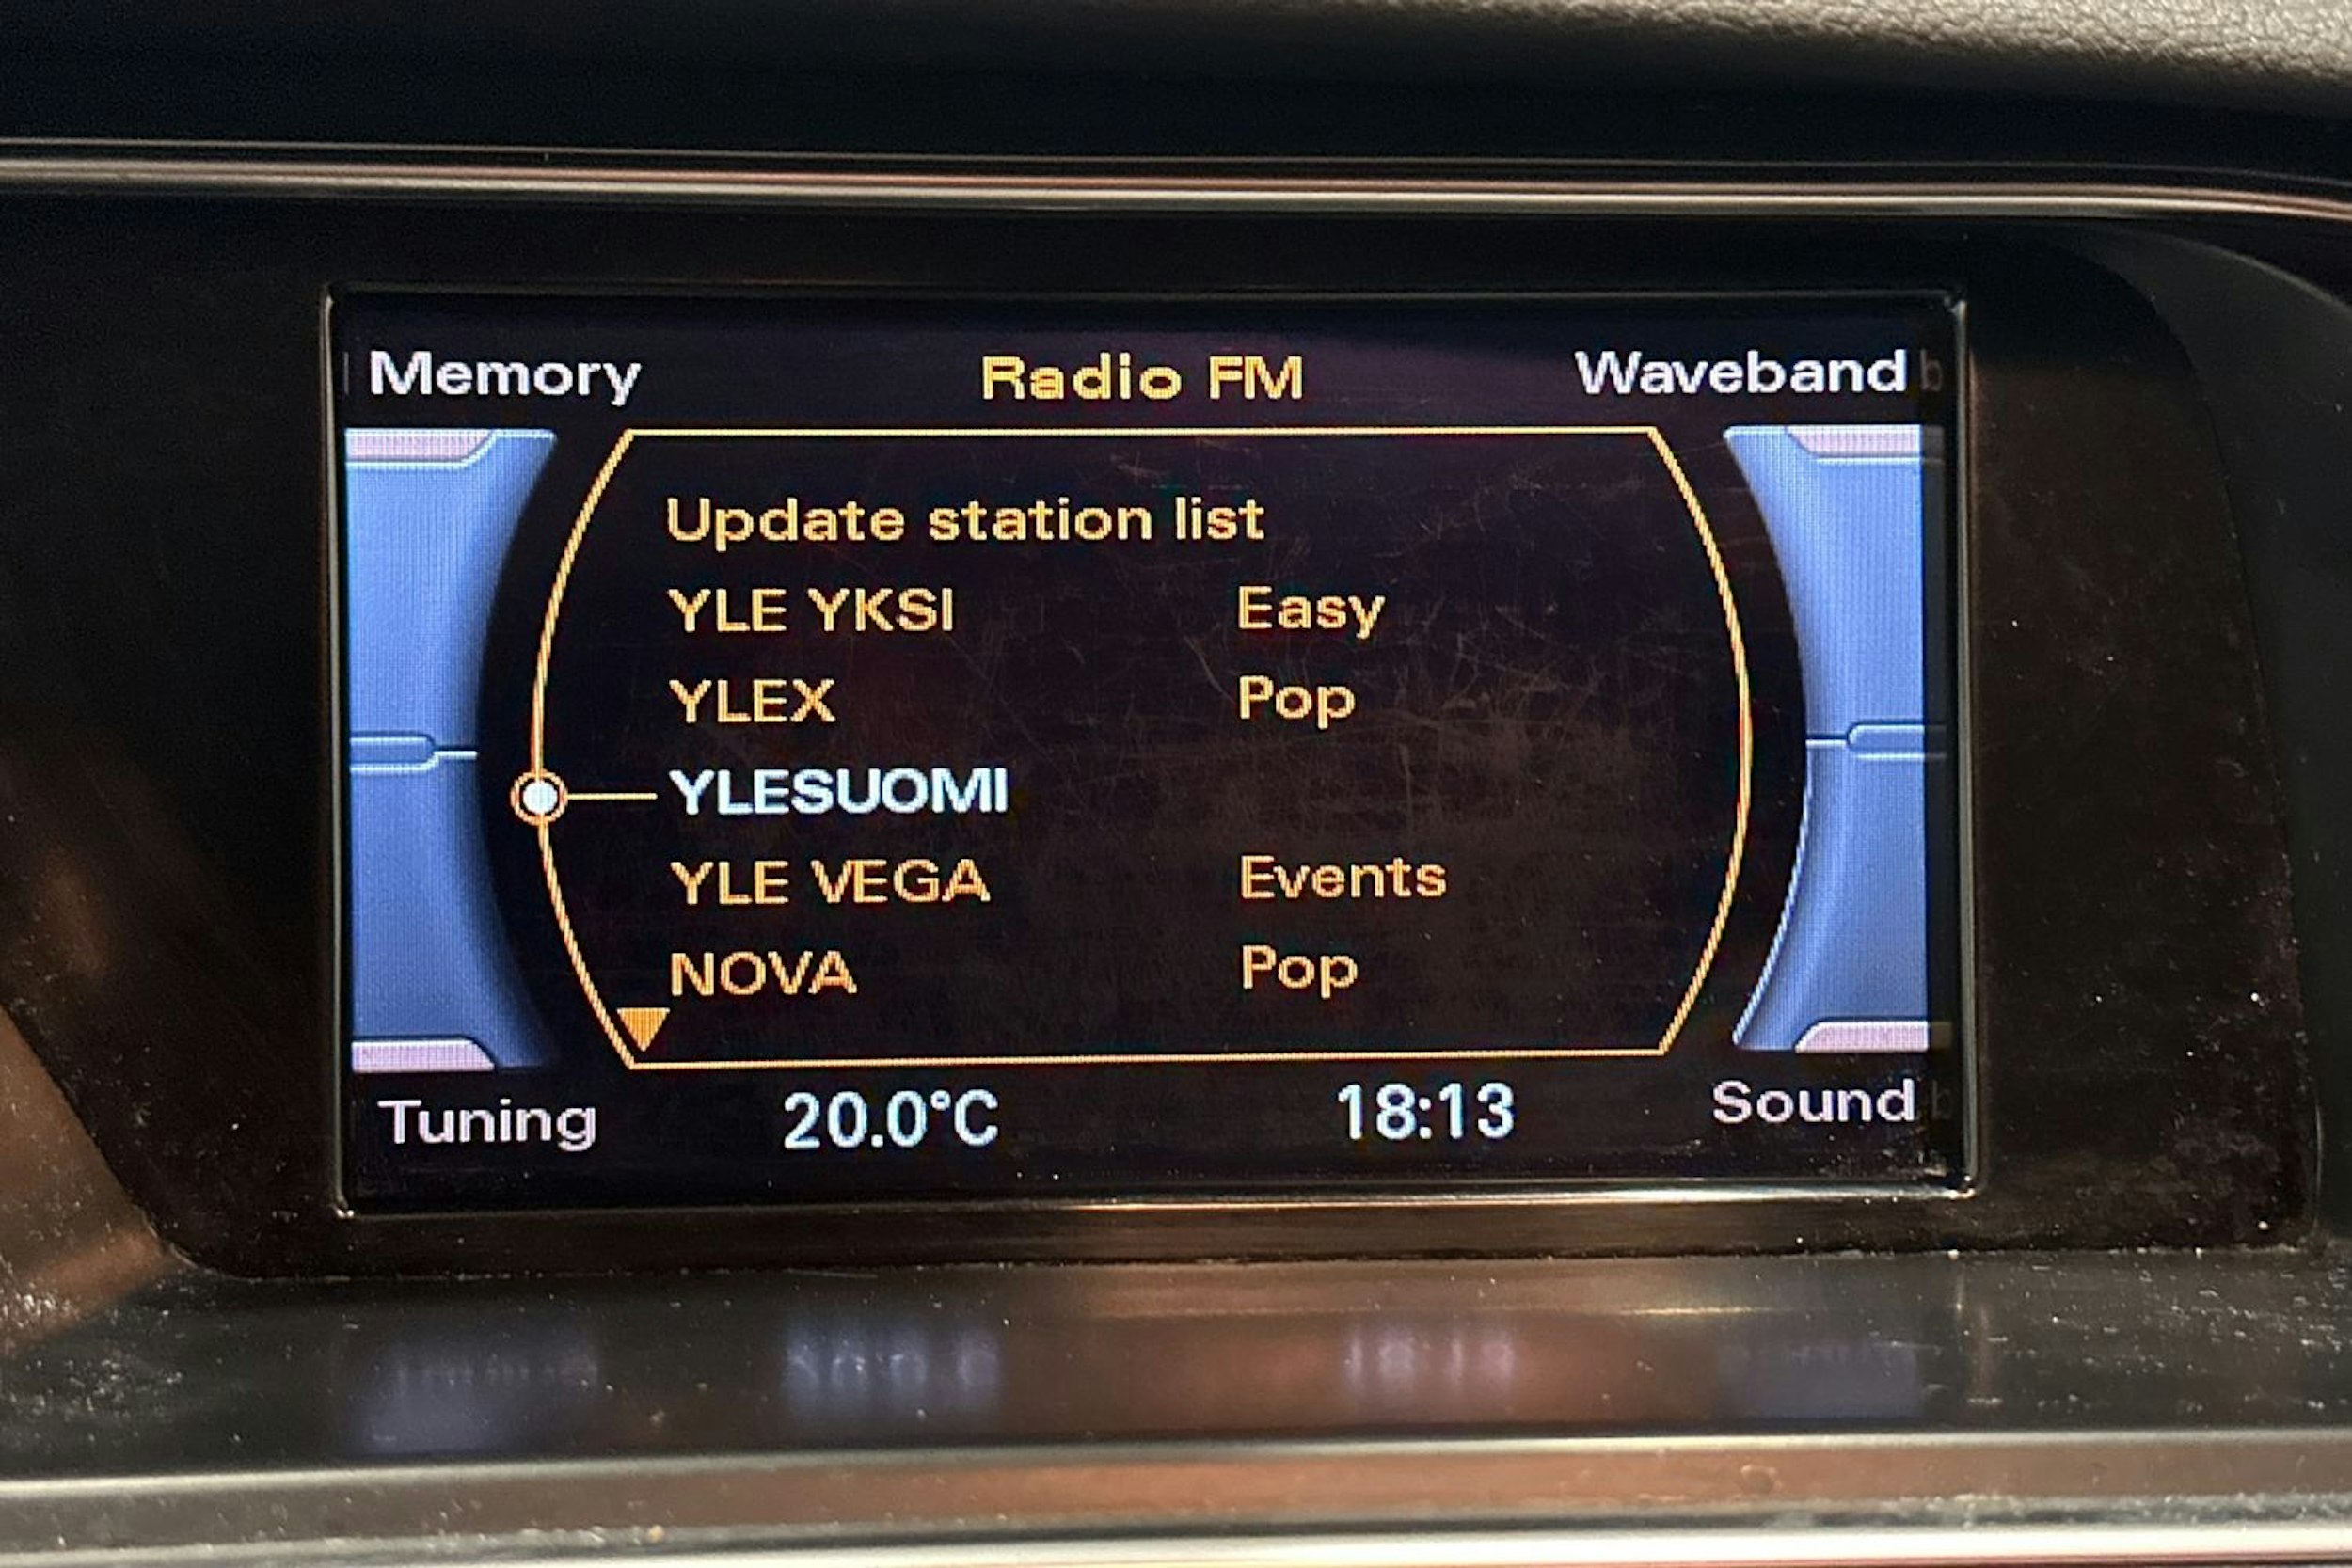 Memory Radio FM Waveband
Update station list
YLE YKSI Easy
YLEX Pop
YLESUOMI
YLE VEGA Events
NOVA Pop
Tuning 20.0°C 18:13 Sound